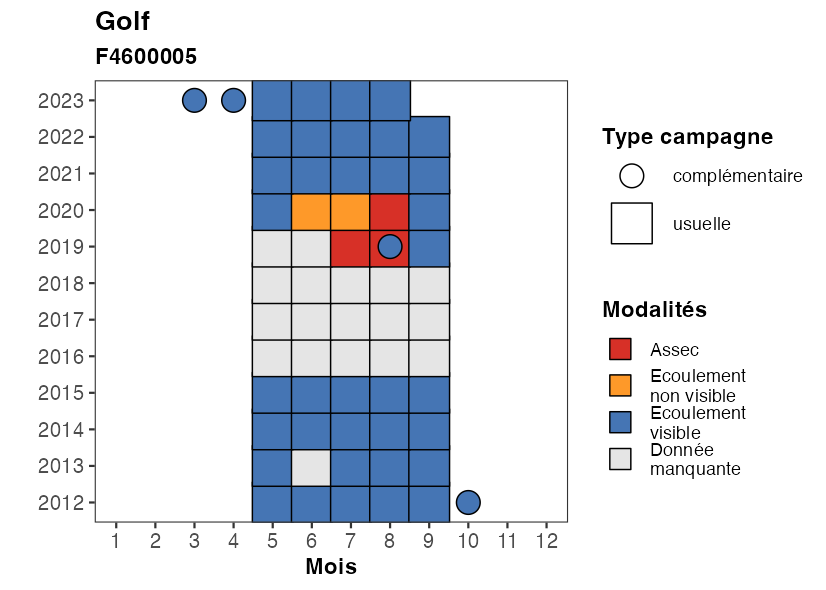 Golf
F4600005
2023
2022
2021
2020
2019
2018
2017
2016
2015
2014
2013
2012
1 2 3 4 5 6 7 8 9 10 11 12
Mois
Type campagne
complémentaire
usuelle
Modalités
Assec
Ecoulement
non visible
Ecoulement
visible
Donnée
manquante